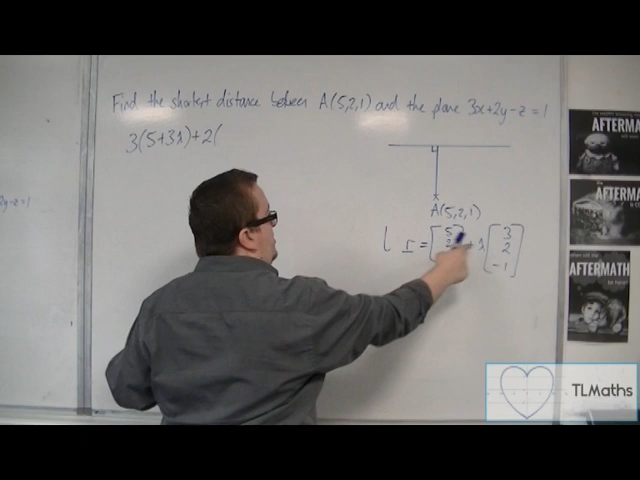 Find the shortest distance between A(5,2,1) and the plane 3x+2y-z=1
3(5+3λ)+2(
A(5,2,1)
l r = [5 2 + λ [3 2 -1]
y-z=1
AFTERMATH
AFTERMATH
AFTERMATH
TLMaths